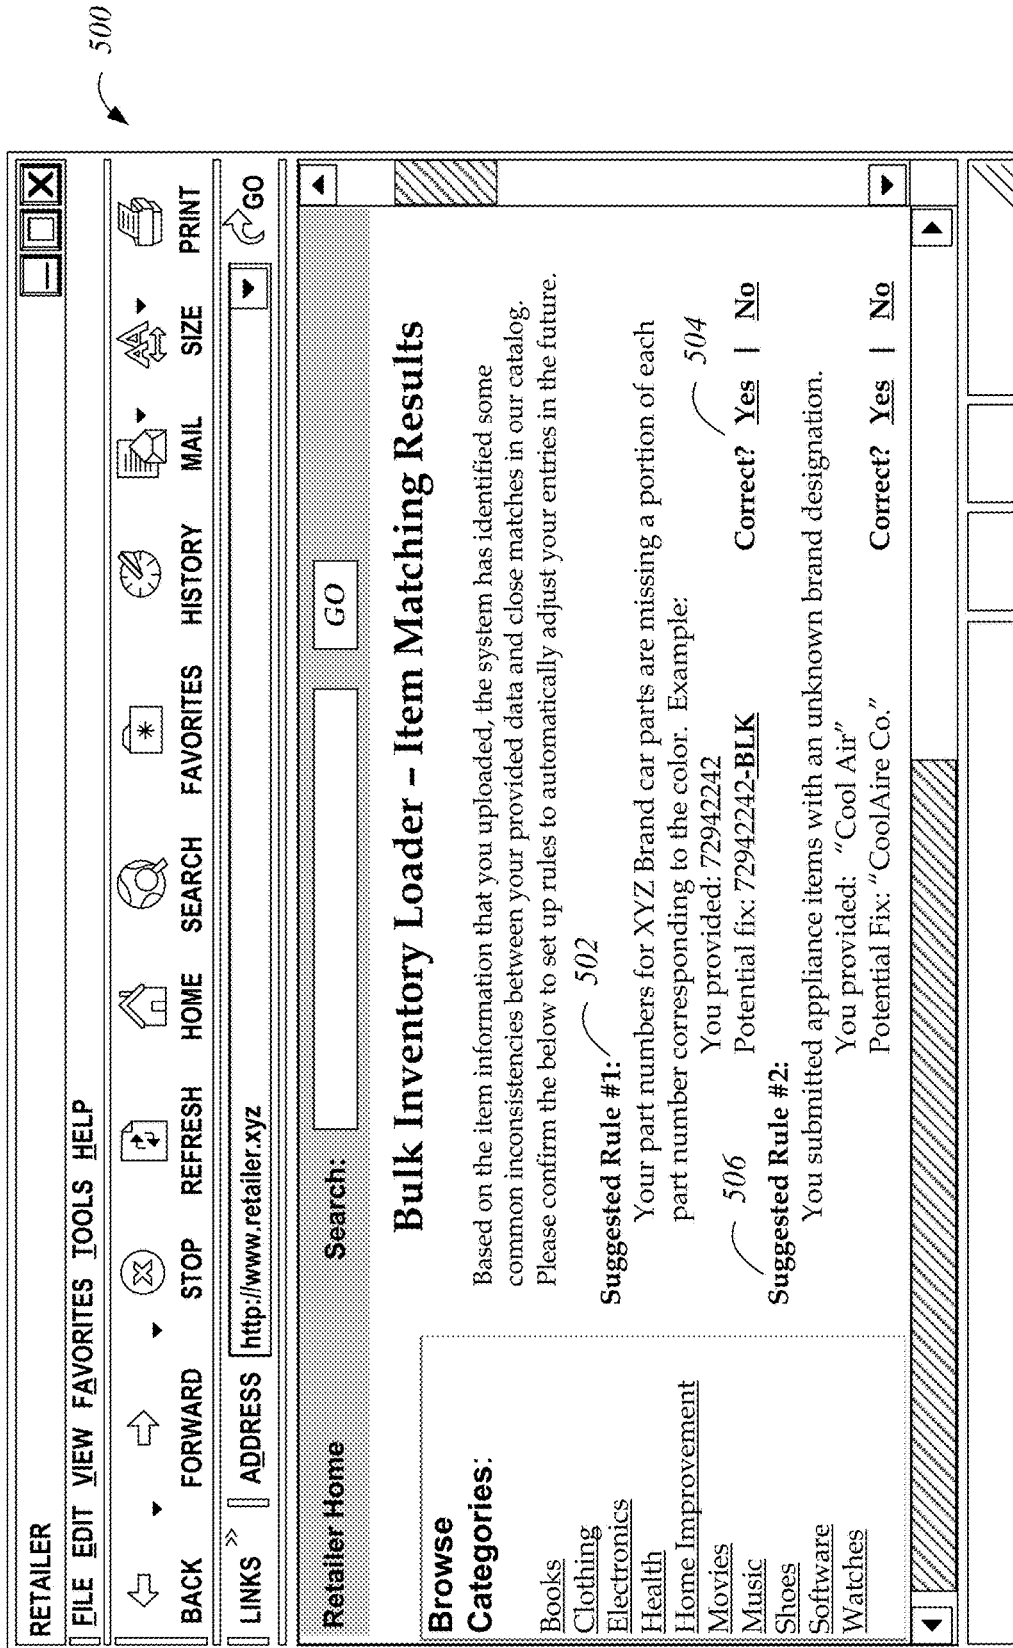 500
RETAILER
FILE EDIT VIEW FAVORITES TOOLS HELP
BACK FORWARD STOP REFRESH HOME SEARCH FAVORITES HISTORY MAIL SIZE PRINT
LINKS » ADDRESS http://www.retailer.xyz GO
Retailer Home Search: GO
Browse
Categories:
Books
Clothing
Electronics
Health
Home Improvement
Movies
Music
Shoes
Software
Watches
Bulk Inventory Loader – Item Matching Results
Based on the item information that you uploaded, the system has identified some
common inconsistencies between your provided data and close matches in our catalog.
Please confirm the below to set up rules to automatically adjust your entries in the future.
Suggested Rule #1: 502
Your part numbers for XYZ Brand car parts are missing a portion of each
part number corresponding to the color. Example:
504
You provided: 72942242
Potential fix: 72942242-BLK Correct? Yes | No
506
Suggested Rule #2:
You submitted appliance items with an unknown brand designation.
You provided: "Cool Air"
Potential Fix: "CoolAire Co." Correct? Yes | No